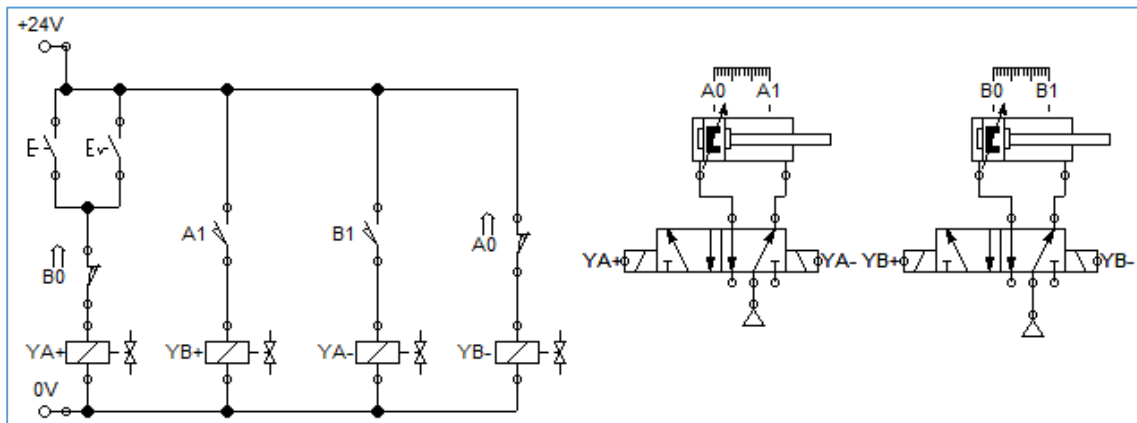 +24V
A0 A1
B0 B1
E
Ev
A1
B1
A0
B0
YA+
YA-
YB+
YB-
YA+
YB+
YA-
YB-
0V